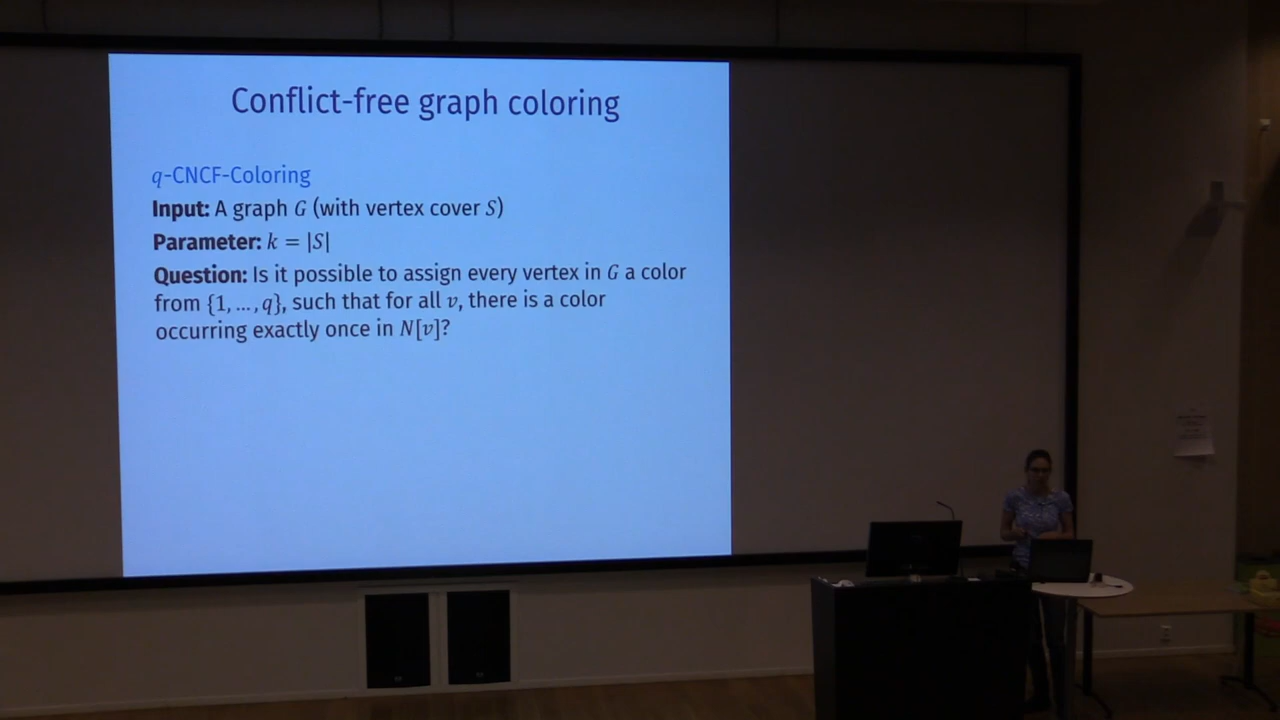 Conflict-free graph coloring
q-CNCF-Coloring
Input: A graph G (with vertex cover S)
Parameter: k = |S|
Question: Is it possible to assign every vertex in G a color
from {1, ..., q}, such that for all v, there is a color
occurring exactly once in N[v]?